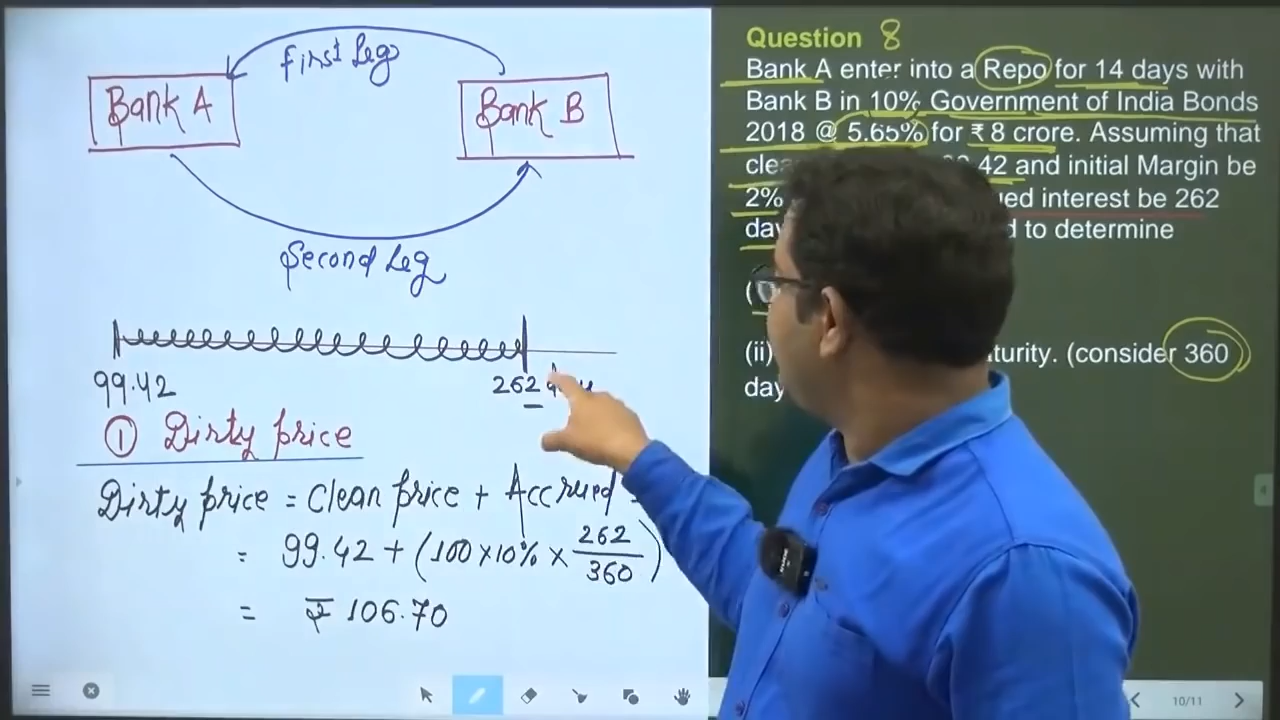 First Leg
Bank A
Bank B
Second Leg
99.42
262
① Dirty price
Dirty price = Clean price + Accrued
= 99.42 + (100 × 10% × 262/360)
= ₹ 106.70
Question 8
Bank A enter into a Repo for 14 days with
Bank B in 10% Government of India Bonds
2018 @ 5.65% for ₹ 8 crore. Assuming that
42 and initial Margin be
2% interest be 262
to determine
(ii) (consider 360
10/11